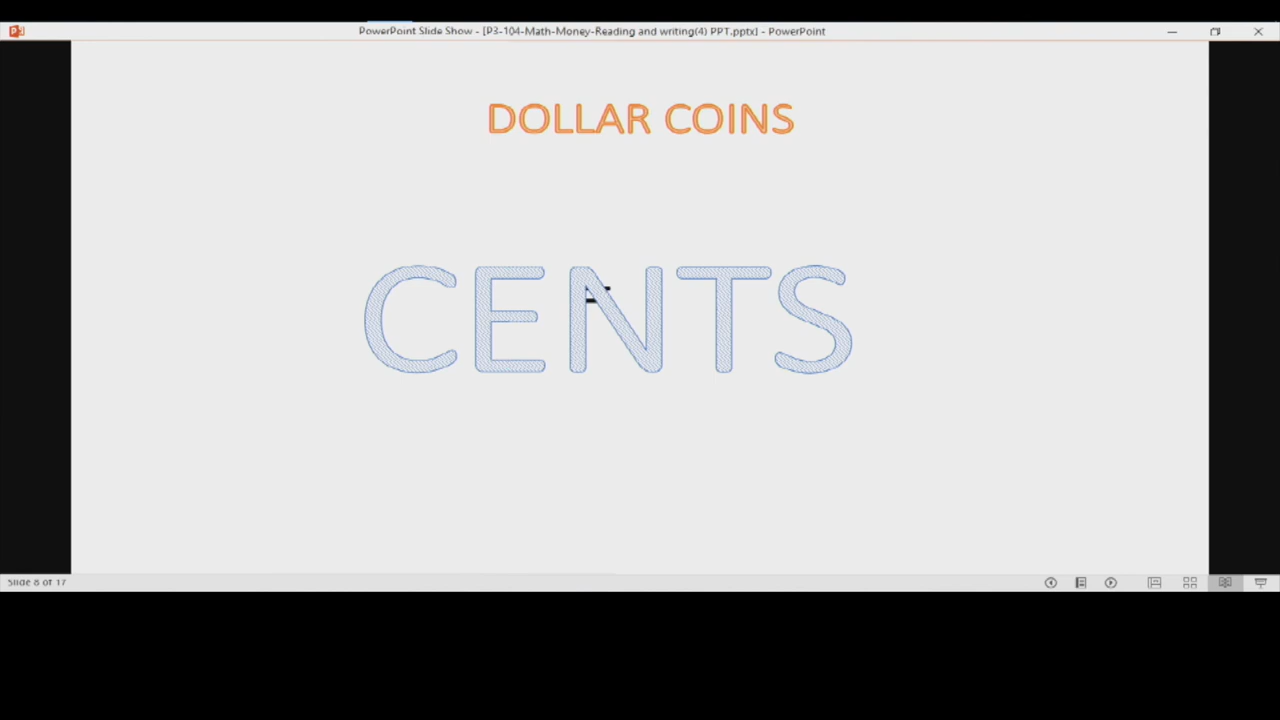 PowerPoint Slide Show - [P3-104-Math-Money-Reading and writing(4) PPT.pptx] - PowerPoint
DOLLAR COINS
CENTS
Slide 8 of 17